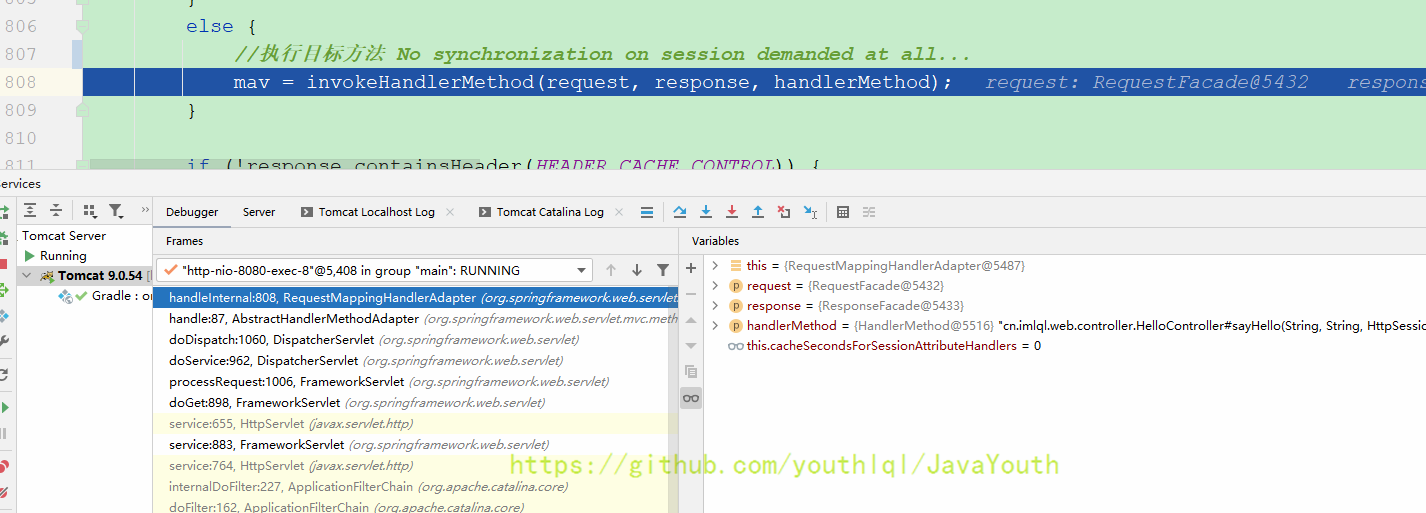 806
else {
807
//执行目标方法 No synchronization on session demanded at all...
808
mav = invokeHandlerMethod(request, response, handlerMethod); request: RequestFacade@5432 respons
809
}
810
811
if (!response.containsHeader(HEADER_CACHE_CONTROL)) {
Services
Debugger Server Tomcat Localhost Log Tomcat Catalina Log
Tomcat Server
Running
Tomcat 9.0.54
Gradle : or
Frames
Variables
"http-nio-8080-exec-8"@5,408 in group "main": RUNNING
handleInternal:808, RequestMappingHandlerAdapter (org.springframework.web.servlet.
handle:87, AbstractHandlerMethodAdapter (org.springframework.web.servlet.mvc.meth
doDispatch:1060, DispatcherServlet (org.springframework.web.servlet)
doService:962, DispatcherServlet (org.springframework.web.servlet)
processRequest:1006, FrameworkServlet (org.springframework.web.servlet)
doGet:898, FrameworkServlet (org.springframework.web.servlet)
service:655, HttpServlet (javax.servlet.http)
service:883, FrameworkServlet (org.springframework.web.servlet)
service:764, HttpServlet (javax.servlet.http)
internalDoFilter:227, ApplicationFilterChain (org.apache.catalina.core)
doFilter:162, ApplicationFilterChain (org.apache.catalina.core)
this = {RequestMappingHandlerAdapter@5487}
request = {RequestFacade@5432}
response = {ResponseFacade@5433}
handlerMethod = {HandlerMethod@5516} "cn.imlql.web.controller.HelloController#sayHello(String, String, HttpSessio
this.cacheSecondsForSessionAttributeHandlers = 0
https://github.com/youthlql/JavaYouth